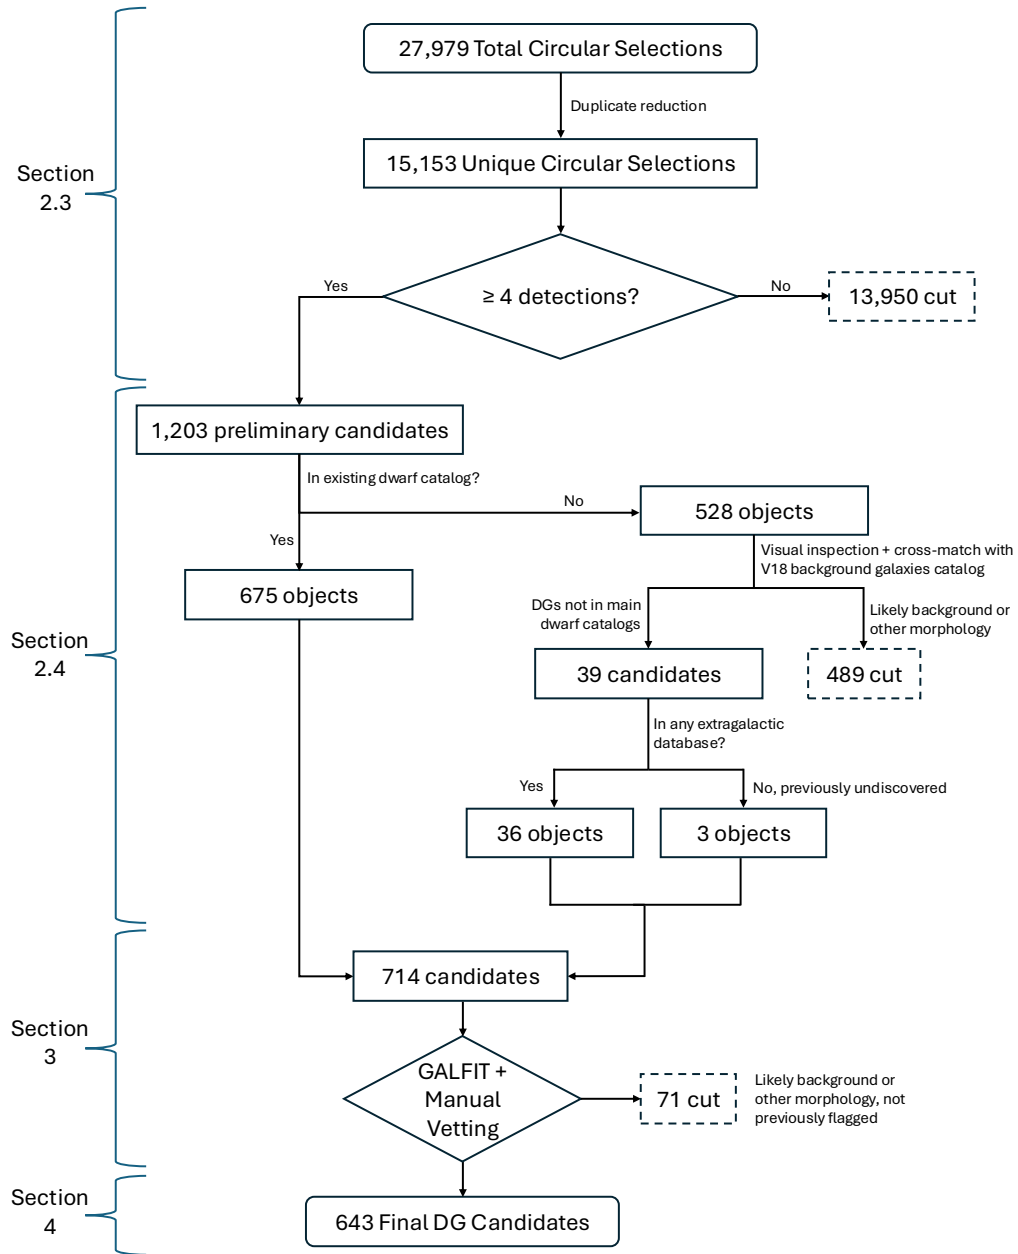 27,979 Total Circular Selections
Duplicate reduction
15,153 Unique Circular Selections
Section
2.3
≥ 4 detections?
Yes
No
13,950 cut
1,203 preliminary candidates
In existing dwarf catalog?
No
528 objects
Yes
Visual inspection + cross-match with
V18 background galaxies catalog
675 objects
DGs not in main
dwarf catalogs
Likely background or
other morphology
Section
2.4
39 candidates
489 cut
In any extragalactic
database?
Yes
No, previously undiscovered
36 objects
3 objects
714 candidates
Section
3
GALFIT +
Manual
Vetting
71 cut
Likely background or
other morphology, not
previously flagged
Section
4
643 Final DG Candidates